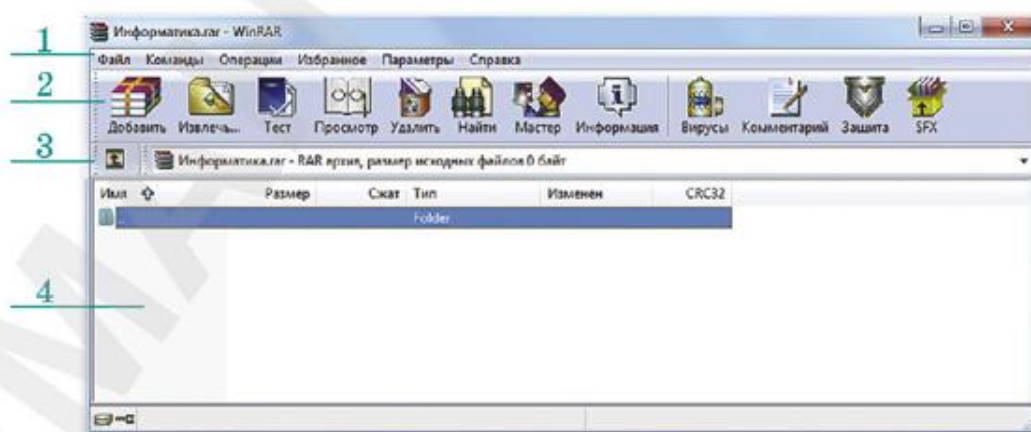 Информатика.rar - WinRAR
1
Файл Команды Операции Избранное Параметры Справка
2
Добавить Извлечь... Тест Просмотр Удалить Найти Мастер Информация Вирусы Комментарий Защита SFX
3
Информатика.rar - RAR архив, размер исходных файлов 0 байт
Имя Размер Сжат Тип Изменен CRC32
.. Folder
4